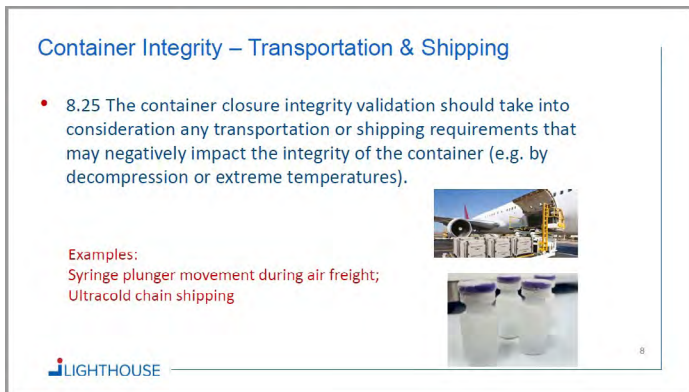 Container Integrity – Transportation & Shipping
• 8.25 The container closure integrity validation should take into
consideration any transportation or shipping requirements that
may negatively impact the integrity of the container (e.g. by
decompression or extreme temperatures).
Examples:
Syringe plunger movement during air freight;
Ultracold chain shipping
8
LIGHTHOUSE